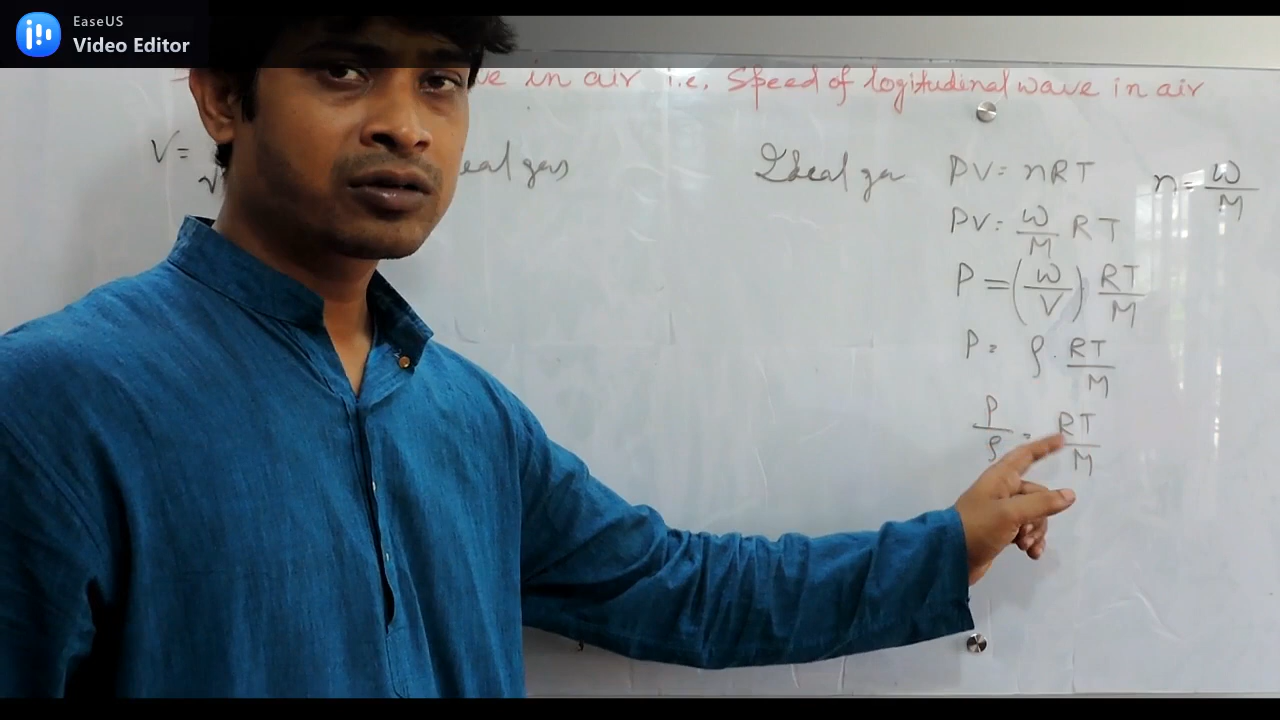 EaseUS
Video Editor
ve in air i.e. Speed of logitudinal wave in air
V=
√
eal gas
Ideal gas PV = nRT n = W/M
PV = W/M RT
P = (W/V) RT/M
P = ρ · RT/M
P/ρ = RT/M